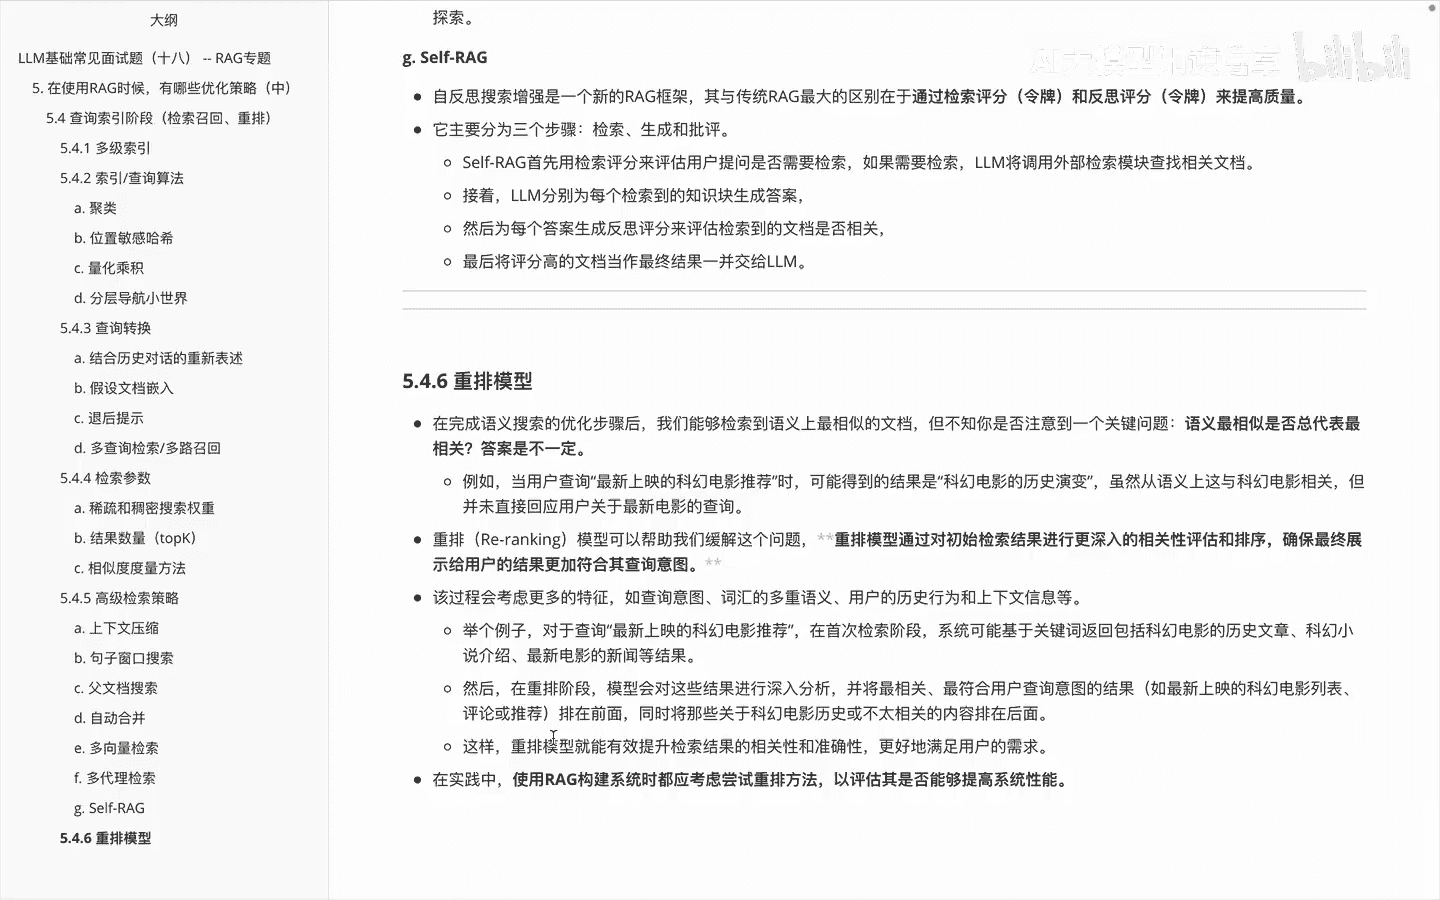 大纲
LLM基础常见面试题（十八） -- RAG专题
5. 在使用RAG时候，有哪些优化策略（中）
5.4 查询索引阶段（检索召回、重排）
5.4.1 多级索引
5.4.2 索引/查询算法
a. 聚类
b. 位置敏感哈希
c. 量化乘积
d. 分层导航小世界
5.4.3 查询转换
a. 结合历史对话的重新表述
b. 假设文档嵌入
c. 退后提示
d. 多查询检索/多路召回
5.4.4 检索参数
a. 稀疏和稠密搜索权重
b. 结果数量（topK）
c. 相似度度量方法
5.4.5 高级检索策略
a. 上下文压缩
b. 句子窗口搜索
c. 父文档搜索
d. 自动合并
e. 多向量检索
f. 多代理检索
g. Self-RAG
5.4.6 重排模型
探索。
g. Self-RAG
自反思搜索增强是一个新的RAG框架，其与传统RAG最大的区别在于通过检索评分（令牌）和反思评分（令牌）来提高质量。
它主要分为三个步骤：检索、生成和批评。
Self-RAG首先用检索评分来评估用户提问是否需要检索，如果需要检索，LLM将调用外部检索模块查找相关文档。
接着，LLM分别为每个检索到的知识块生成答案，
然后为每个答案生成反思评分来评估检索到的文档是否相关，
最后将评分高的文档当作最终结果一并交给LLM。
5.4.6 重排模型
在完成语义搜索的优化步骤后，我们能够检索到语义上最相似的文档，但不知你是否注意到一个关键问题：语义最相似是否总代表最
相关？答案是不一定。
例如，当用户查询“最新上映的科幻电影推荐”时，可能得到的结果是“科幻电影的历史演变”，虽然从语义上这与科幻电影相关，但
并未直接回应用户关于最新电影的查询。
重排（Re-ranking）模型可以帮助我们缓解这个问题，**重排模型通过对初始检索结果进行更深入的相关性评估和排序，确保最终展
示给用户的结果更加符合其查询意图。**
该过程会考虑更多的特征，如查询意图、词汇的多重语义、用户的历史行为和上下文信息等。
举个例子，对于查询“最新上映的科幻电影推荐”，在首次检索阶段，系统可能基于关键词返回包括科幻电影的历史文章、科幻小
说介绍、最新电影的新闻等结果。
然后，在重排阶段，模型会对这些结果进行深入分析，并将最相关、最符合用户查询意图的结果（如最新上映的科幻电影列表、
评论或推荐）排在前面，同时将那些关于科幻电影历史或不太相关的内容排在后面。
这样，重排模型就能有效提升检索结果的相关性和准确性，更好地满足用户的需求。
在实践中，使用RAG构建系统时都应考虑尝试重排方法，以评估其是否能够提高系统性能。
bilibili